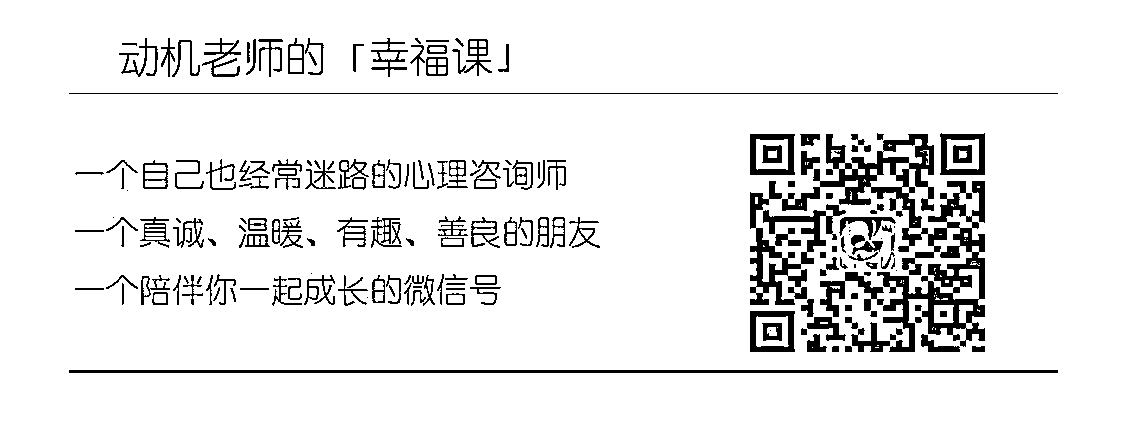 动机老师的「幸福课」
一个自己也经常迷路的心理咨询师
一个真诚、温暖、有趣、善良的朋友
一个陪伴你一起成长的微信号